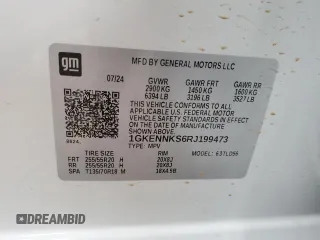 gm
MFD BY GENERAL MOTORS LLC
07/24
GVWR GAWR FRT GAWR RR
2900 KG 1450 KG 1600 KG
6394 LB 3196 LB 3527 LB
THIS VEHICLE CONFORMS TO ALL
APPLICABLE U.S. FEDERAL MOTOR
VEHICLE SAFETY STANDARDS IN EFFECT
ON THE DATE OF MANUFACTURE
SHOWN ABOVE.
1GKENNKS6RJ199473
TYPE: MPV
TIRE SIZE RIM
FRT 255/55R20 H 20X8J
RR 255/55R20 H 20X8J
SPA T135/70R18 M 18X4.5B
DREAMBID